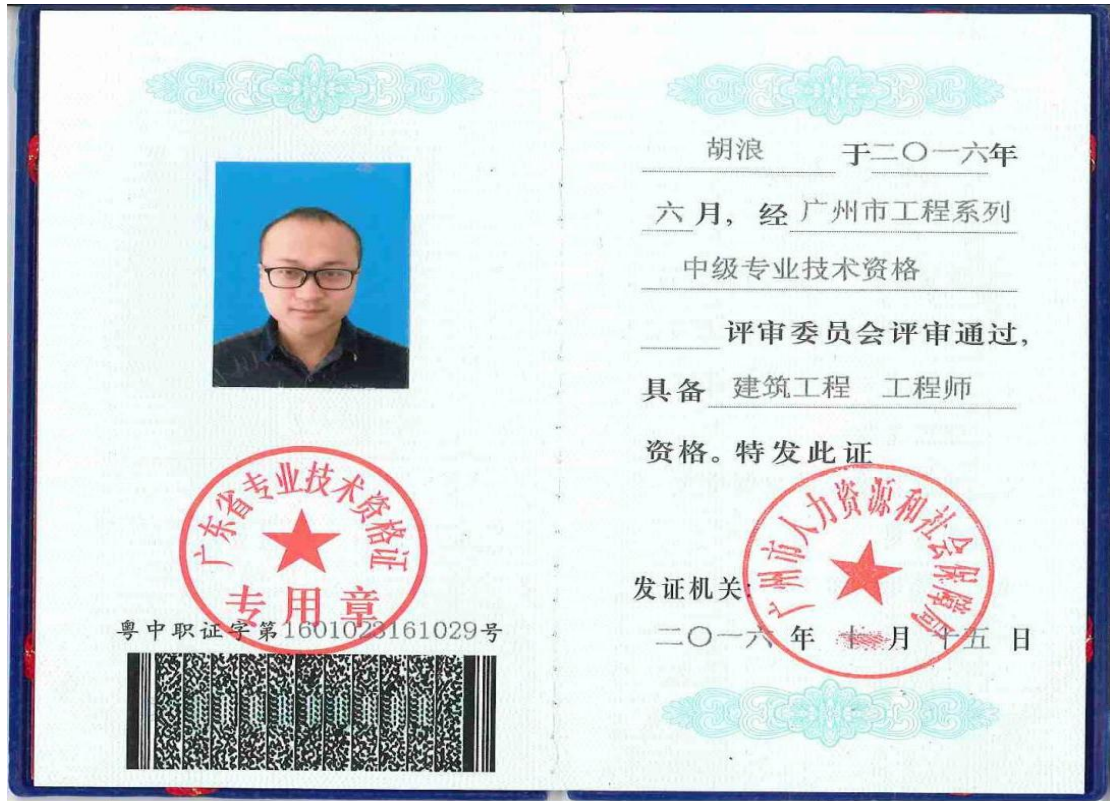 广东省专业技术资格证
专用章
粤中职证字第1601023161029号
胡浪 于二〇一六年
六月，经广州市工程系列
中级专业技术资格
评审委员会评审通过，
具备 建筑工程 工程师
资格。特发此证
广州市人力资源和社会保障局
发证机关：
二〇一六年 月 十五日